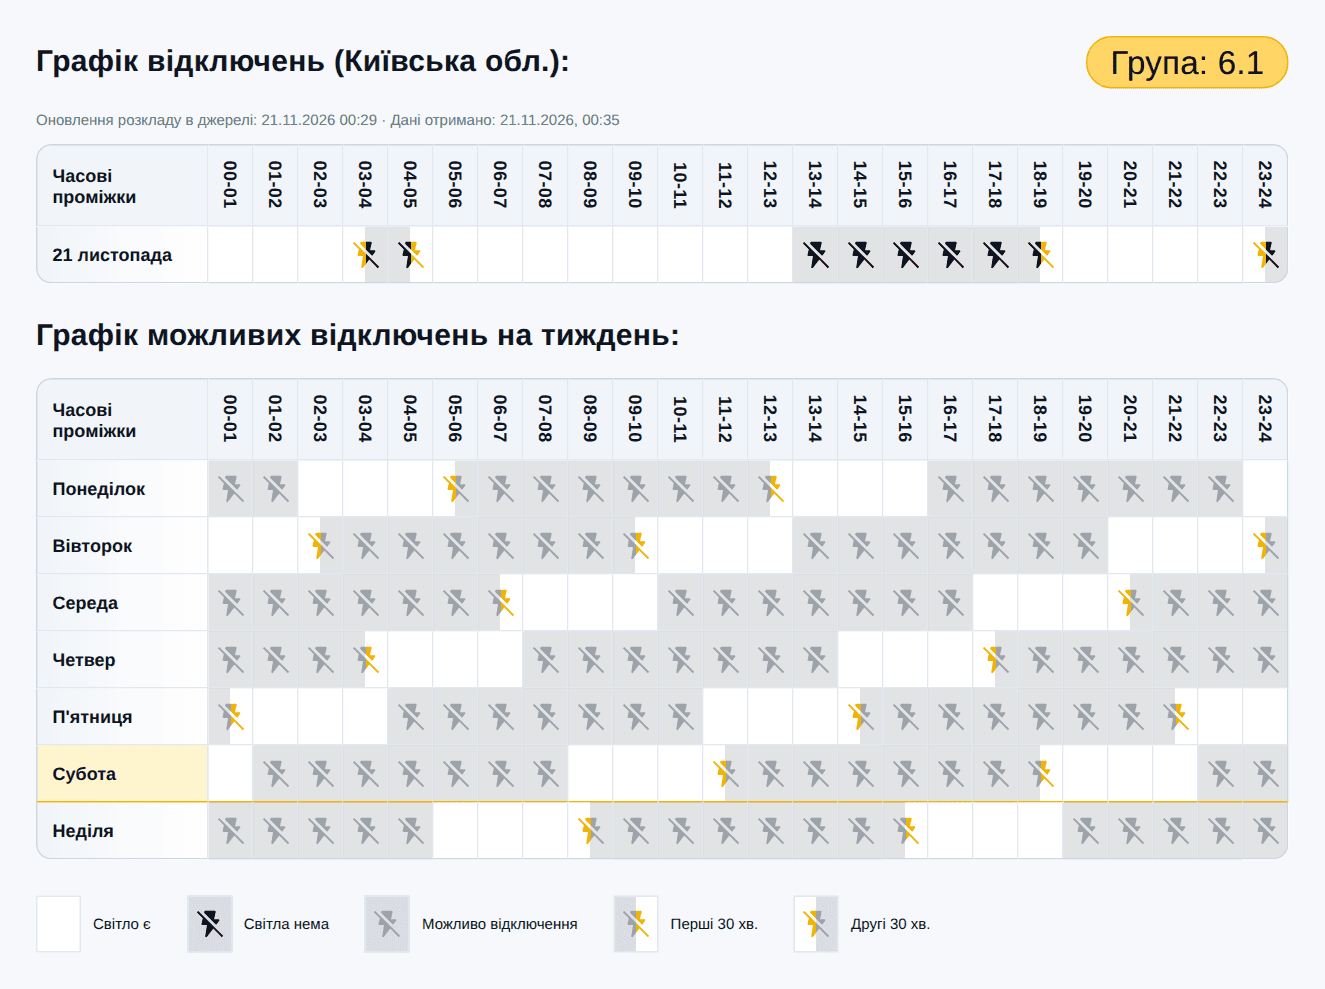 Графік відключень (Київська обл.):
Група: 6.1
Оновлення розкладу в джерелі: 21.11.2026 00:29 · Дані отримано: 21.11.2026, 00:35
Часові проміжки 00-01 01-02 02-03 03-04 04-05 05-06 06-07 07-08 08-09 09-10 10-11 11-12 12-13 13-14 14-15 15-16 16-17 17-18 18-19 19-20 20-21 21-22 22-23 23-24
21 листопада
Графік можливих відключень на тиждень:
Часові проміжки 00-01 01-02 02-03 03-04 04-05 05-06 06-07 07-08 08-09 09-10 10-11 11-12 12-13 13-14 14-15 15-16 16-17 17-18 18-19 19-20 20-21 21-22 22-23 23-24
Понеділок
Вівторок
Середа
Четвер
П'ятниця
Субота
Неділя
Світло є Світла нема Можливо відключення Перші 30 хв. Другі 30 хв.